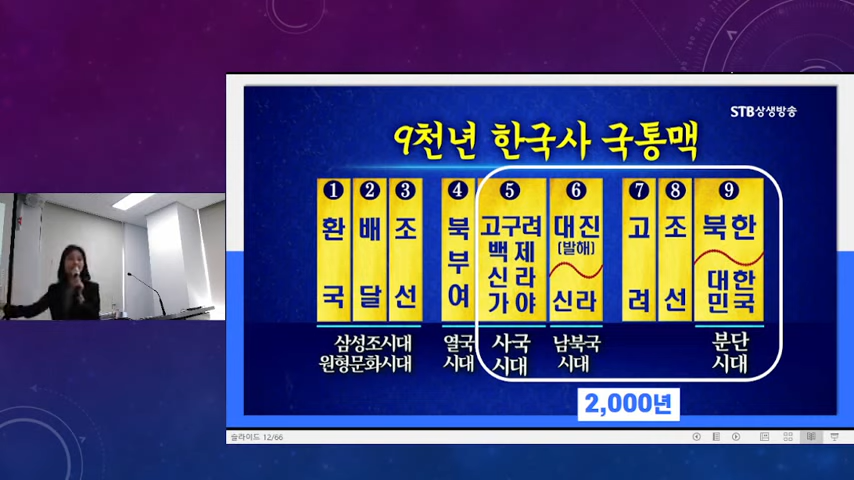 STB상생방송
9천년 한국사 국통맥
1 환국
2 배달
3 조선
4 북부여
5 고구려 백제 신라 가야
6 대진 (발해) 신라
7 고려
8 조선
9 북한 대한민국
삼성조시대
원형문화시대
열국
시대
사국
시대
남북국
시대
분단
시대
2,000년
슬라이드 12/66